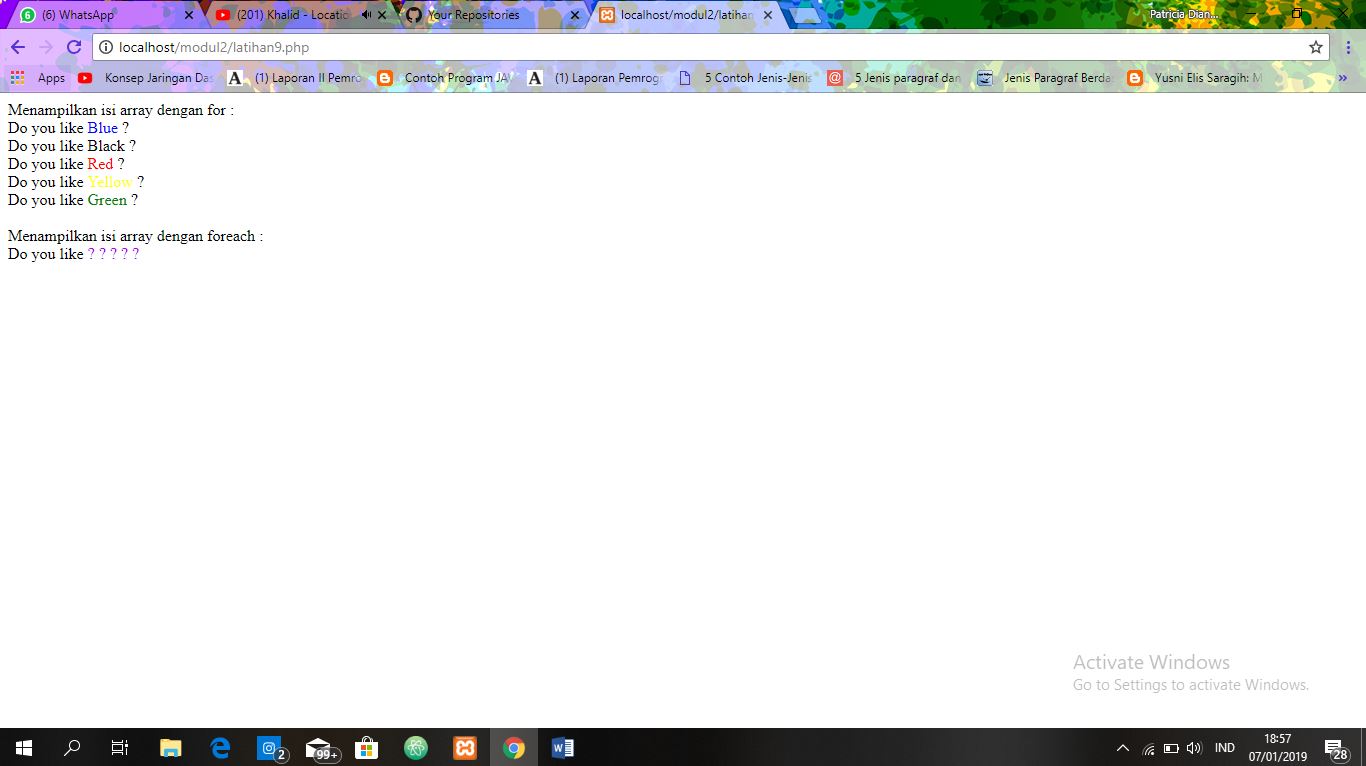 (6) WhatsApp
(201) Khalid - Locatio
Your Repositories
localhost/modul2/latihan
Patricia Dian...
localhost/modul2/latihan9.php
Apps
Konsep Jaringan Das
(1) Laporan II Pemro
Contoh Program JAV
(1) Laporan Pemrog
5 Contoh Jenis-Jenis
5 Jenis paragraf dan
Jenis Paragraf Berdas
Yusni Elis Saragih: M
Menampilkan isi array dengan for :
Do you like Blue ?
Do you like Black ?
Do you like Red ?
Do you like Yellow ?
Do you like Green ?
Menampilkan isi array dengan foreach :
Do you like ? ? ? ? ?
Activate Windows
Go to Settings to activate Windows.
2
99+
IND
18:57
07/01/2019
28